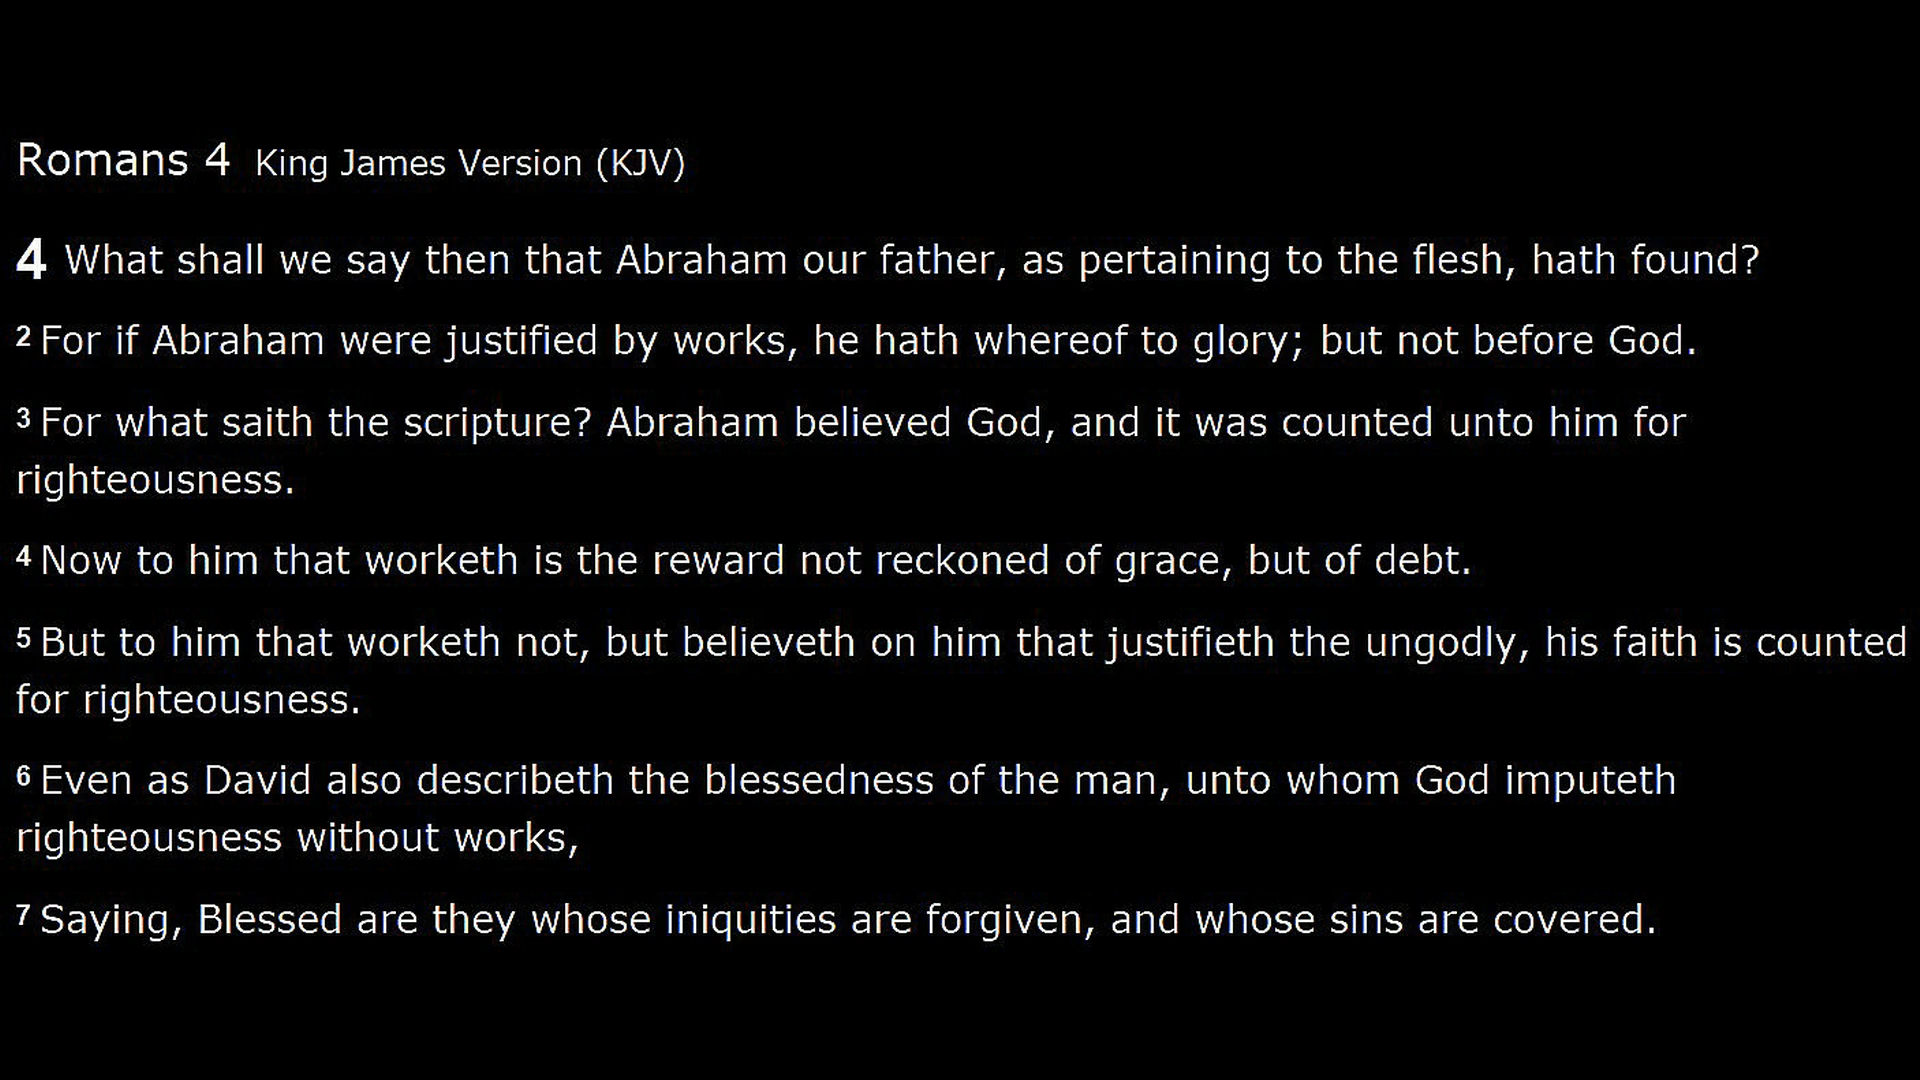 Romans 4 King James Version (KJV)
4 What shall we say then that Abraham our father, as pertaining to the flesh, hath found?
2 For if Abraham were justified by works, he hath whereof to glory; but not before God.
3 For what saith the scripture? Abraham believed God, and it was counted unto him for
righteousness.
4 Now to him that worketh is the reward not reckoned of grace, but of debt.
5 But to him that worketh not, but believeth on him that justifieth the ungodly, his faith is counted
for righteousness.
6 Even as David also describeth the blessedness of the man, unto whom God imputeth
righteousness without works,
7 Saying, Blessed are they whose iniquities are forgiven, and whose sins are covered.